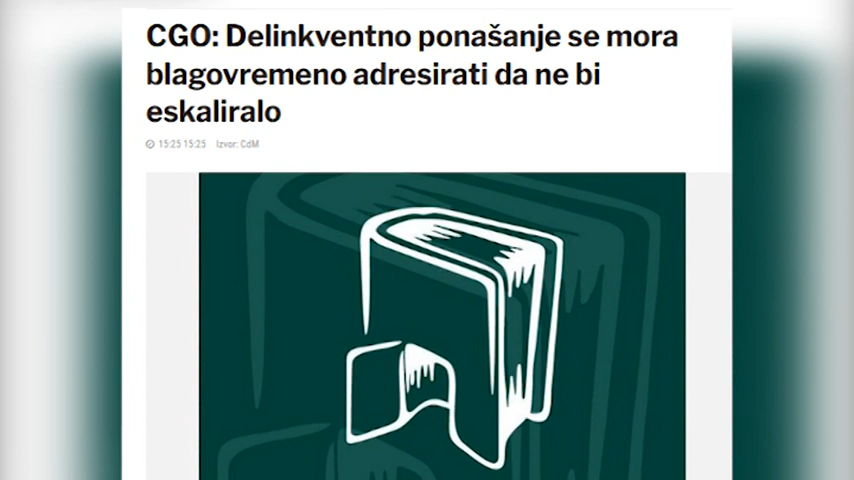 CGO: Delinkventno ponašanje se mora
blagovremeno adresirati da ne bi
eskaliralo
15:25 15:25 Izvor: CdM